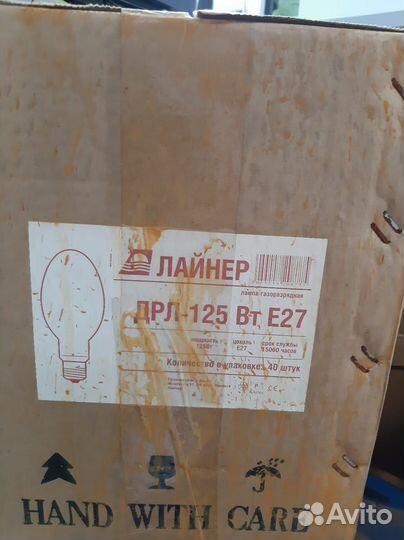 ЛАЙНЕР
лампа газоразрядная
ДРЛ-125 Вт Е27
мощность цоколь срок службы
125Вт Е27 15000 часов
Количество в упаковке: 40 штук
HAND WITH CARE
Avito